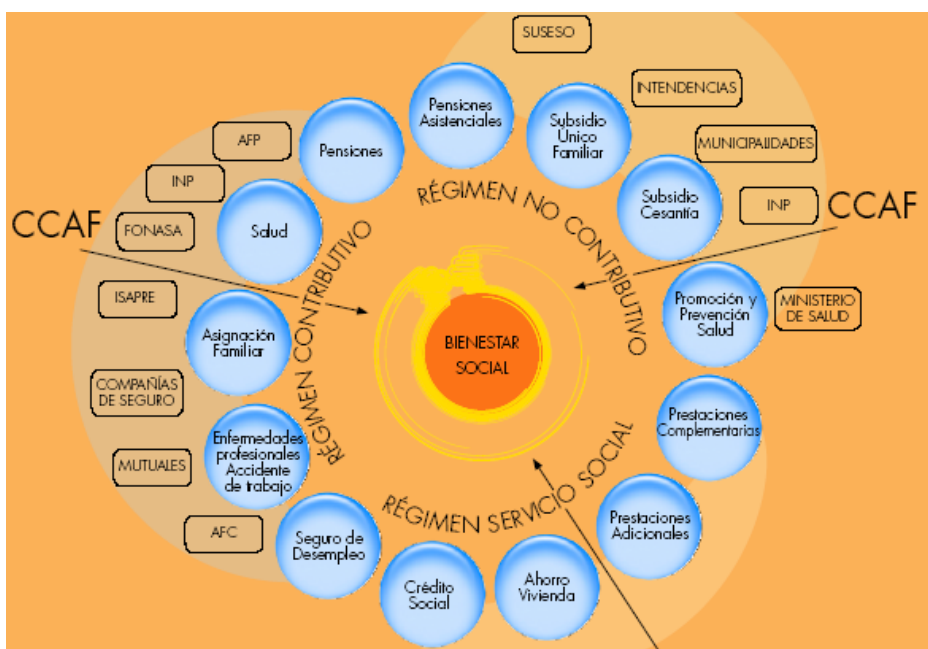 SUSESO
INTENDENCIAS
MUNICIPALIDADES
INP
CCAF
MINISTERIO
DE SALUD
AFP
INP
CCAF
FONASA
ISAPRE
COMPAÑÍAS
DE SEGURO
MUTUALES
AFC
Pensiones
Asistenciales
Subsidio
Único
Familiar
Subsidio
Cesantía
Promoción y
Prevención
Salud
Prestaciones
Complementarias
Prestaciones
Adicionales
Ahorro
Vivienda
Crédito
Social
Seguro de
Desempleo
Enfermedades
profesionales
Accidente
de trabajo
Asignación
Familiar
Salud
Pensiones
RÉGIMEN NO CONTRIBUTIVO
RÉGIMEN CONTRIBUTIVO
RÉGIMEN SERVICIO SOCIAL
BIENESTAR
SOCIAL